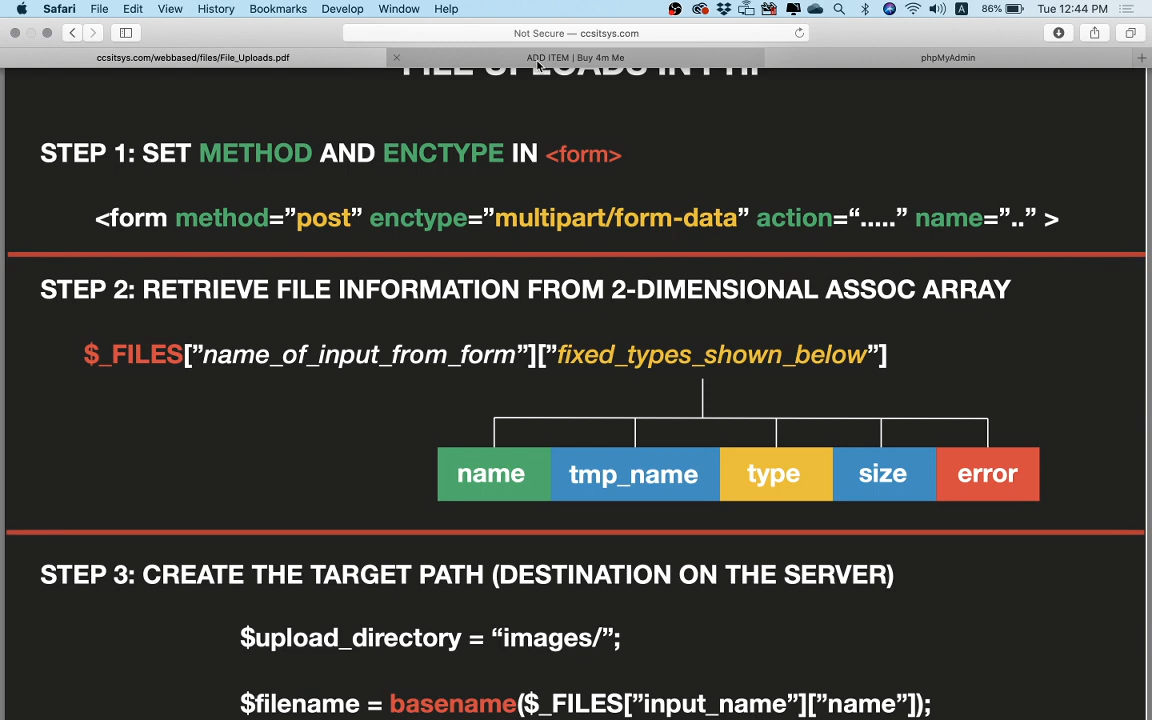 Safari File Edit View History Bookmarks Develop Window Help A 86% Tue 12:44 PM
Not Secure — ccsitsys.com
ccsitsys.com/webbased/files/File_Uploads.pdf ADD ITEM | Buy 4m Me phpMyAdmin
FILE UPLOADS IN PHP
STEP 1: SET METHOD AND ENCTYPE IN <form>
<form method=”post” enctype=”multipart/form-data” action=“.....” name=”..” >
STEP 2: RETRIEVE FILE INFORMATION FROM 2-DIMENSIONAL ASSOC ARRAY
$_FILES[”name_of_input_from_form”][”fixed_types_shown_below”]
name tmp_name type size error
STEP 3: CREATE THE TARGET PATH (DESTINATION ON THE SERVER)
$upload_directory = “images/”;
$filename = basename($_FILES[”input_name”][”name”]);